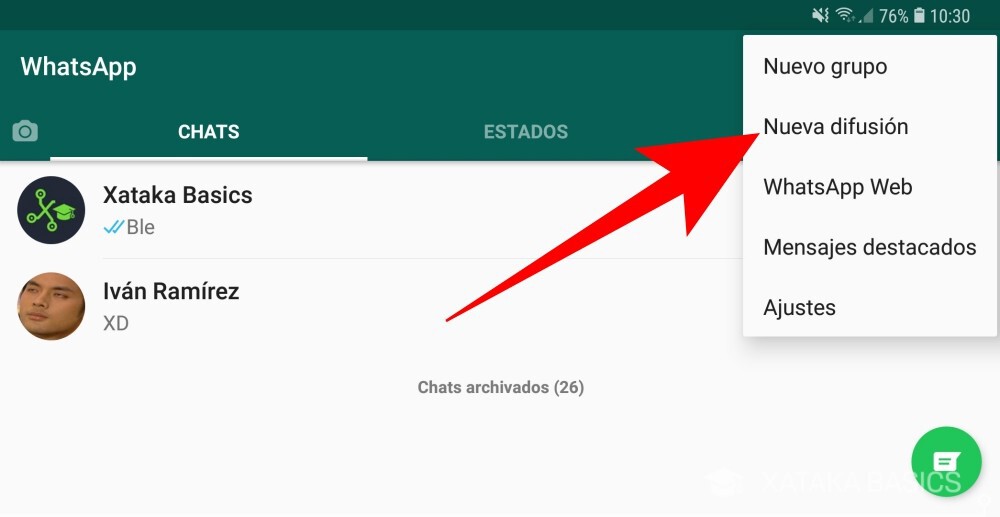 76% 10:30
WhatsApp
CHATS
ESTADOS
Nuevo grupo
Nueva difusión
WhatsApp Web
Mensajes destacados
Ajustes
Xataka Basics
Ble
Iván Ramírez
XD
Chats archivados (26)
XATAKA BASICS